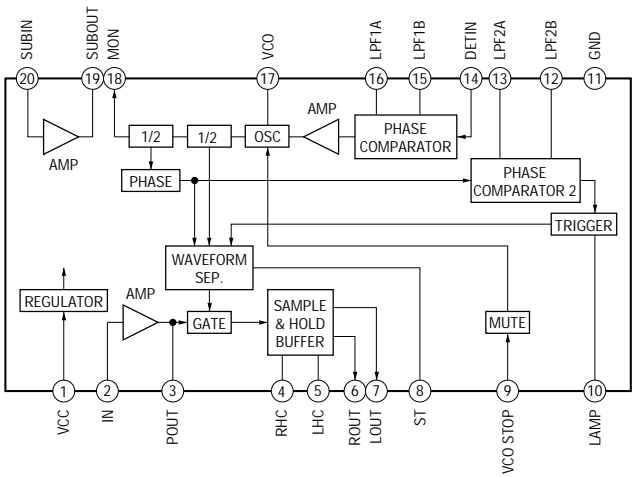 SUBIN
SUBOUT
MON
VCO
LPF1A
LPF1B
DETIN
LPF2A
LPF2B
GND
20
19
18
17
16
15
14
13
12
11
AMP
1/2
1/2
OSC
AMP
PHASE
COMPARATOR
PHASE
PHASE
COMPARATOR 2
TRIGGER
WAVEFORM
SEP.
REGULATOR
AMP
GATE
SAMPLE
& HOLD
BUFFER
MUTE
1
2
3
4
5
6
7
8
9
10
VCC
IN
POUT
RHC
LHC
ROUT
LOUT
ST
VCO STOP
LAMP